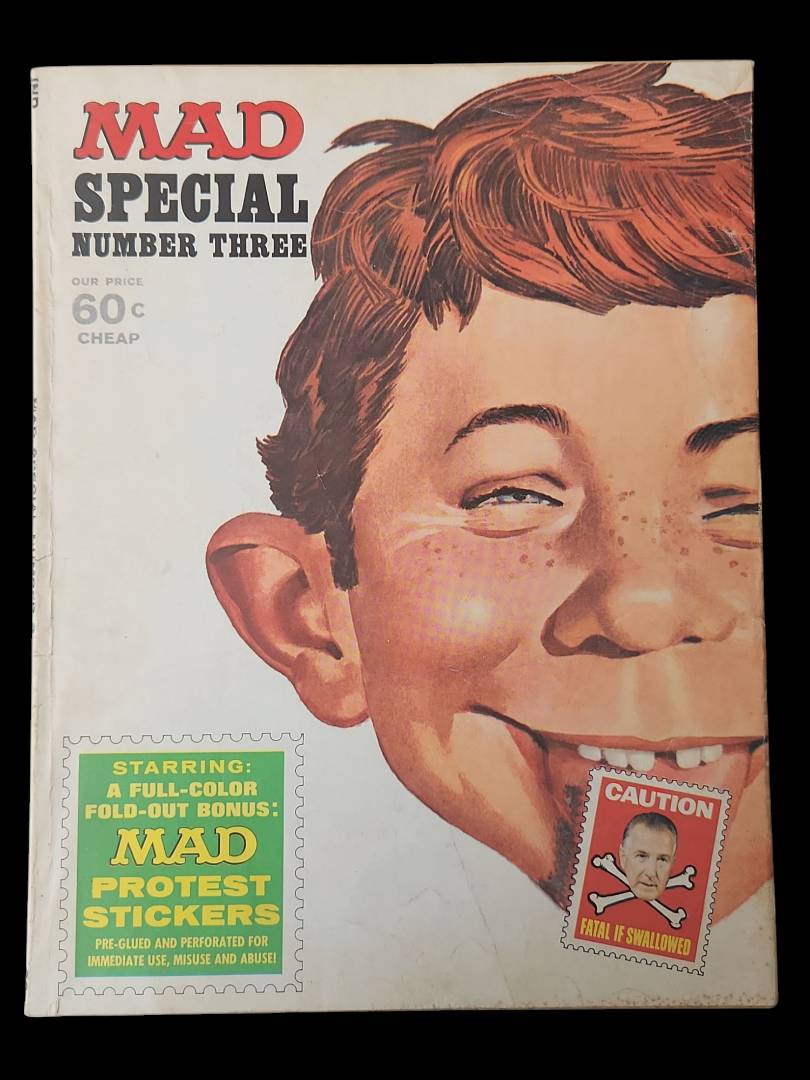 MAD
SPECIAL
NUMBER THREE
OUR PRICE
60c
CHEAP
STARRING:
A FULL-COLOR
FOLD-OUT BONUS:
MAD
PROTEST
STICKERS
PRE-GLUED AND PERFORATED FOR
IMMEDIATE USE, MISUSE AND ABUSE!
CAUTION
FATAL IF SWALLOWED